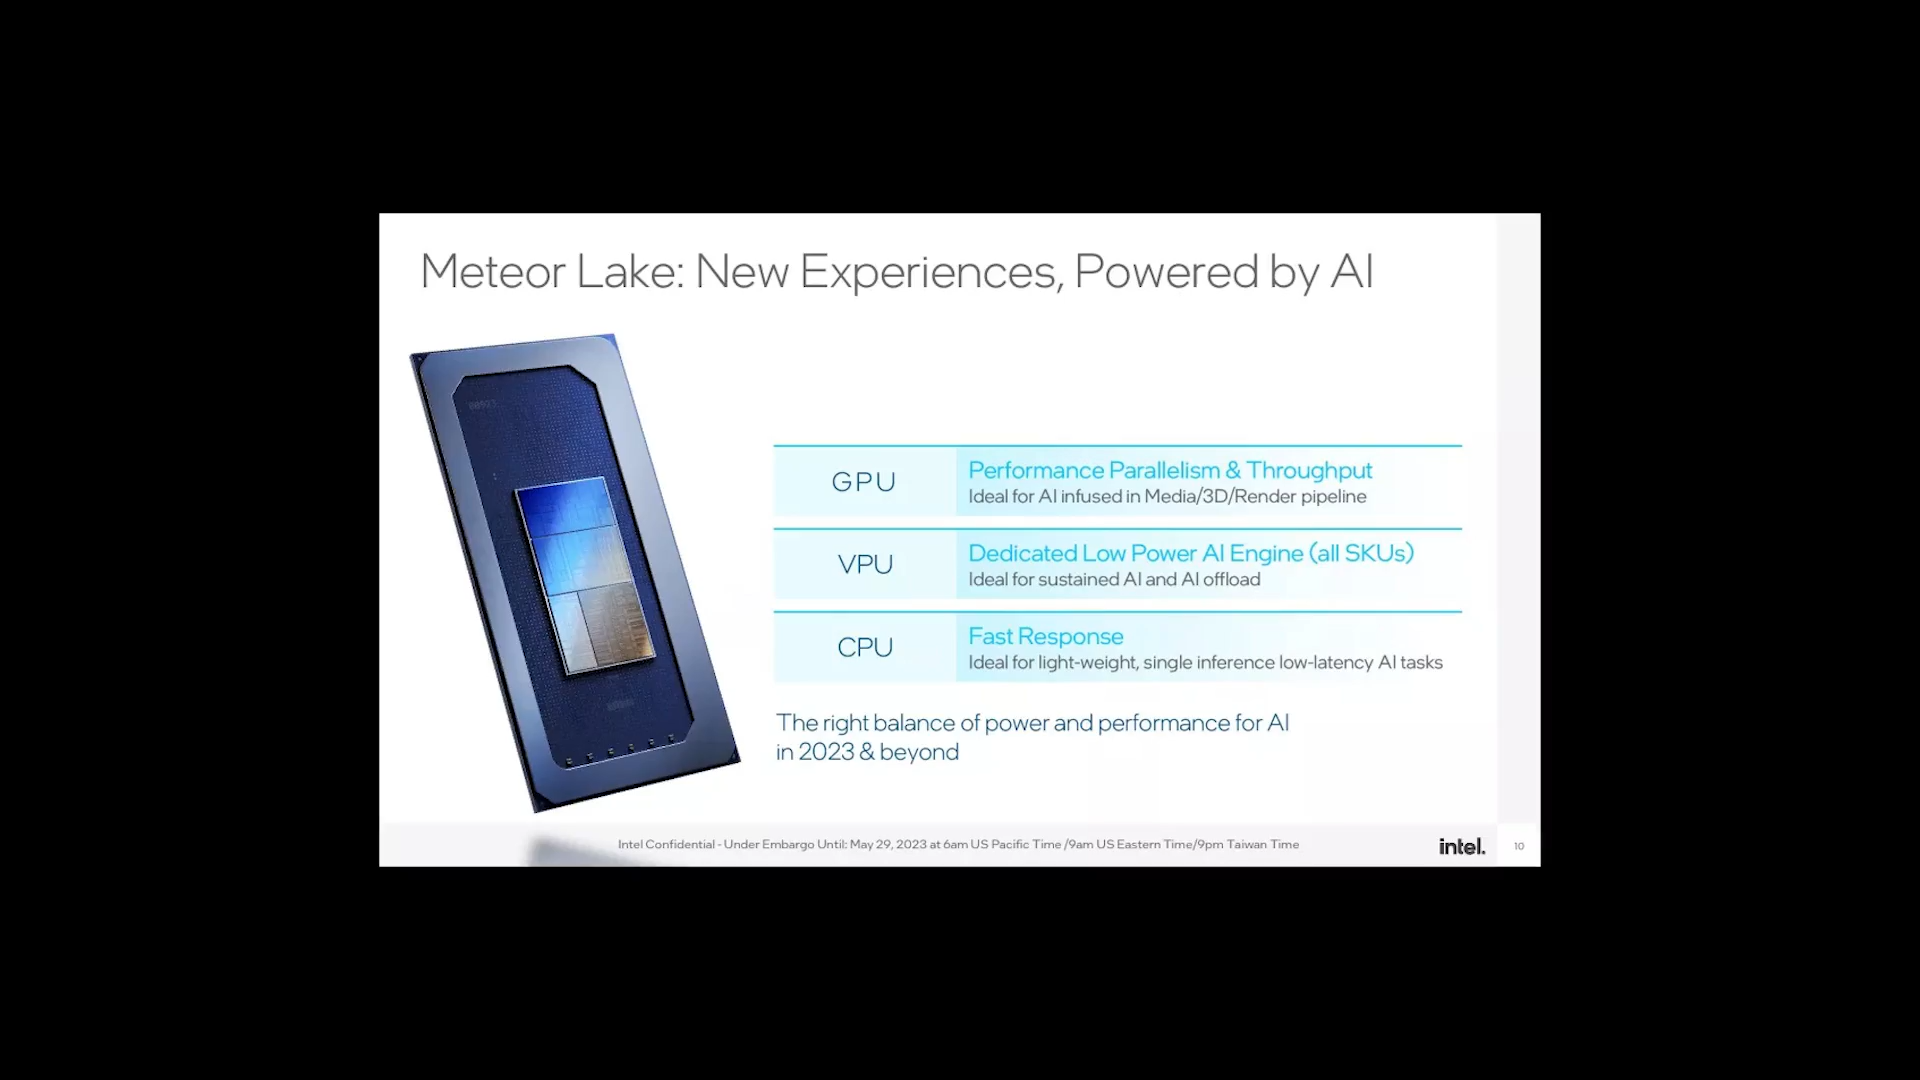 Meteor Lake: New Experiences, Powered by AI
GPU
Performance Parallelism & Throughput
Ideal for AI infused in Media/3D/Render pipeline
VPU
Dedicated Low Power AI Engine (all SKUs)
Ideal for sustained AI and AI offload
CPU
Fast Response
Ideal for light-weight, single inference low-latency AI tasks
The right balance of power and performance for AI
in 2023 & beyond
Intel Confidential - Under Embargo Until: May 29, 2023 at 6am US Pacific Time /9am US Eastern Time/9pm Taiwan Time
intel.
10